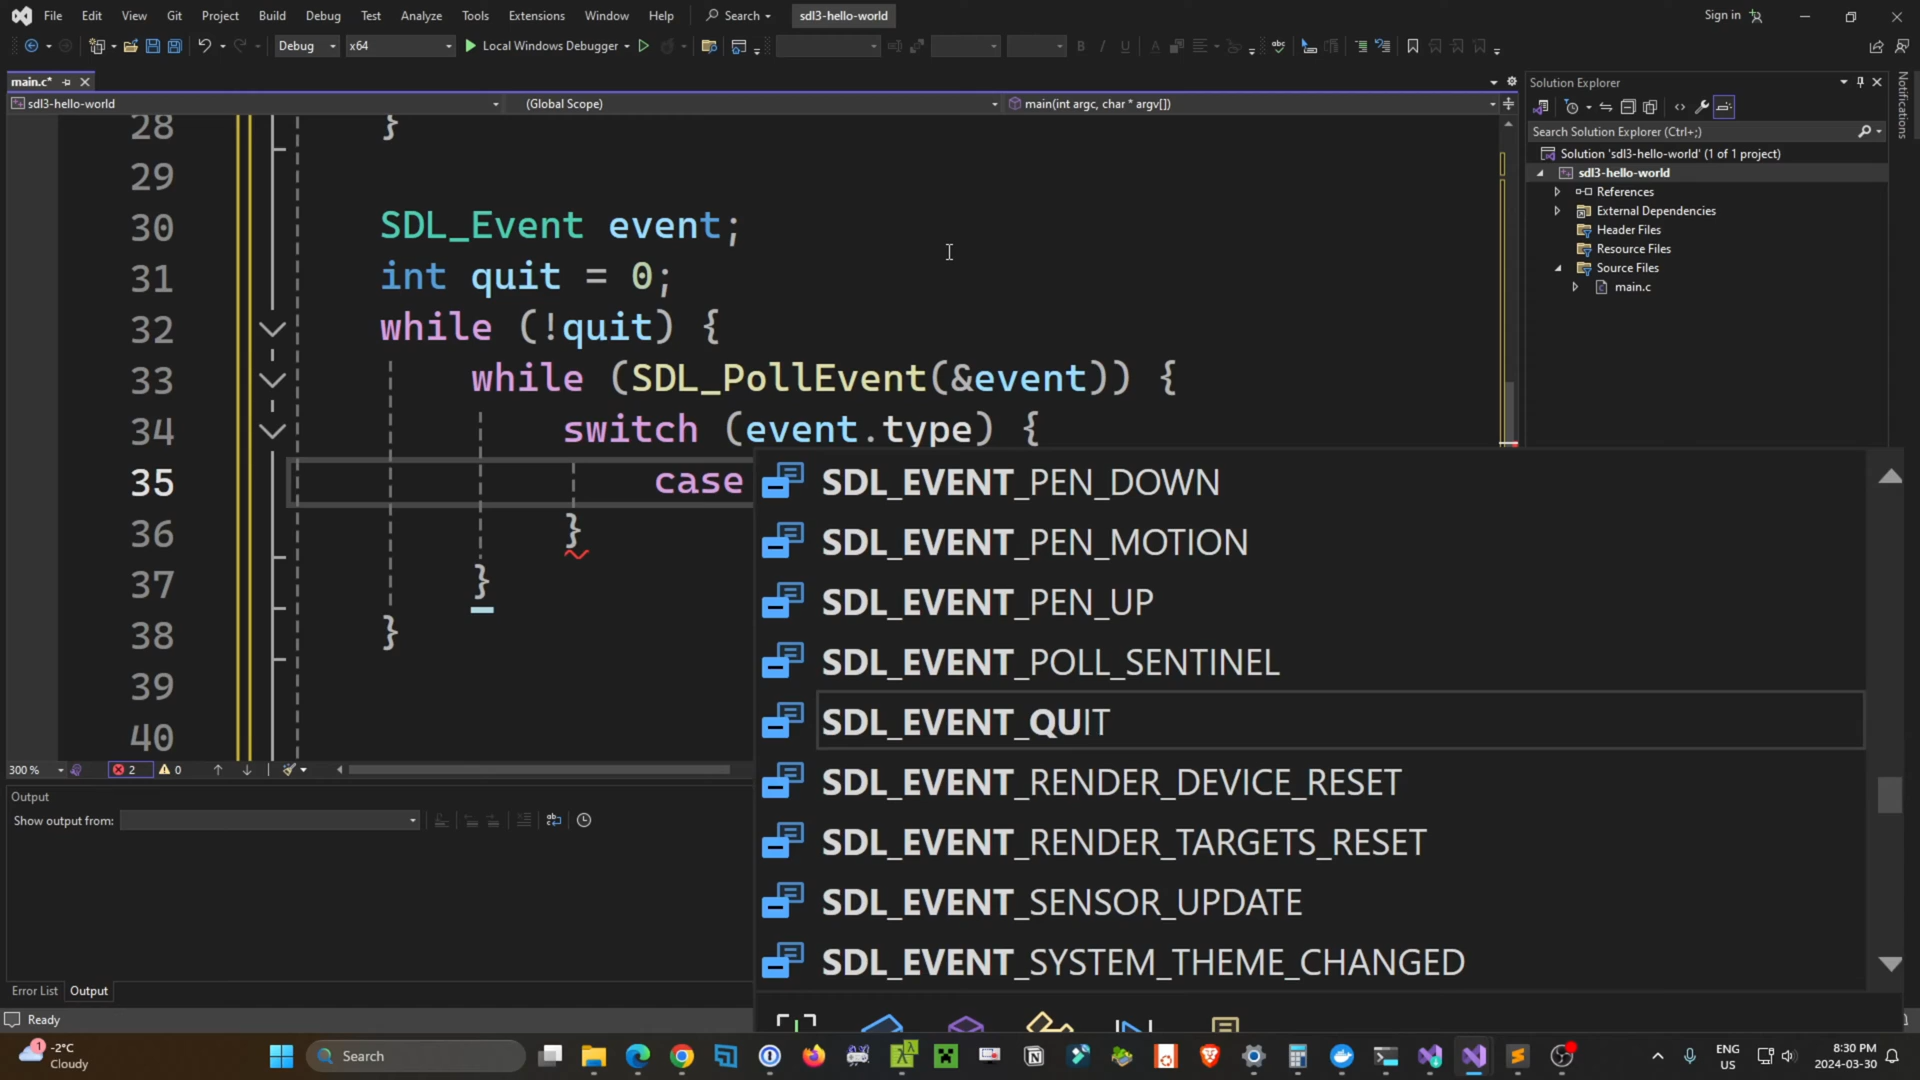 File Edit View Git Project Build Debug Test Analyze Tools Extensions Window Help Search sdl3-hello-world Sign in
Debug x64 Local Windows Debugger
main.c* Solution Explorer
sdl3-hello-world (Global Scope) main(int argc, char * argv[])
Search Solution Explorer (Ctrl+;)
Solution 'sdl3-hello-world' (1 of 1 project)
sdl3-hello-world
References
External Dependencies
Header Files
Resource Files
Source Files
main.c
Notifications
28 }
29
30 SDL_Event event;
31 int quit = 0;
32 while (!quit) {
33 while (SDL_PollEvent(&event)) {
34 switch (event.type) {
35 case
36 }
37 }
38 }
39
40
SDL_EVENT_PEN_DOWN
SDL_EVENT_PEN_MOTION
SDL_EVENT_PEN_UP
SDL_EVENT_POLL_SENTINEL
SDL_EVENT_QUIT
SDL_EVENT_RENDER_DEVICE_RESET
SDL_EVENT_RENDER_TARGETS_RESET
SDL_EVENT_SENSOR_UPDATE
SDL_EVENT_SYSTEM_THEME_CHANGED
300 % 2 0
Output
Show output from:
Error List Output
Ready
1 -2°C
Cloudy
Search
ENG
US
8:30 PM
2024-03-30